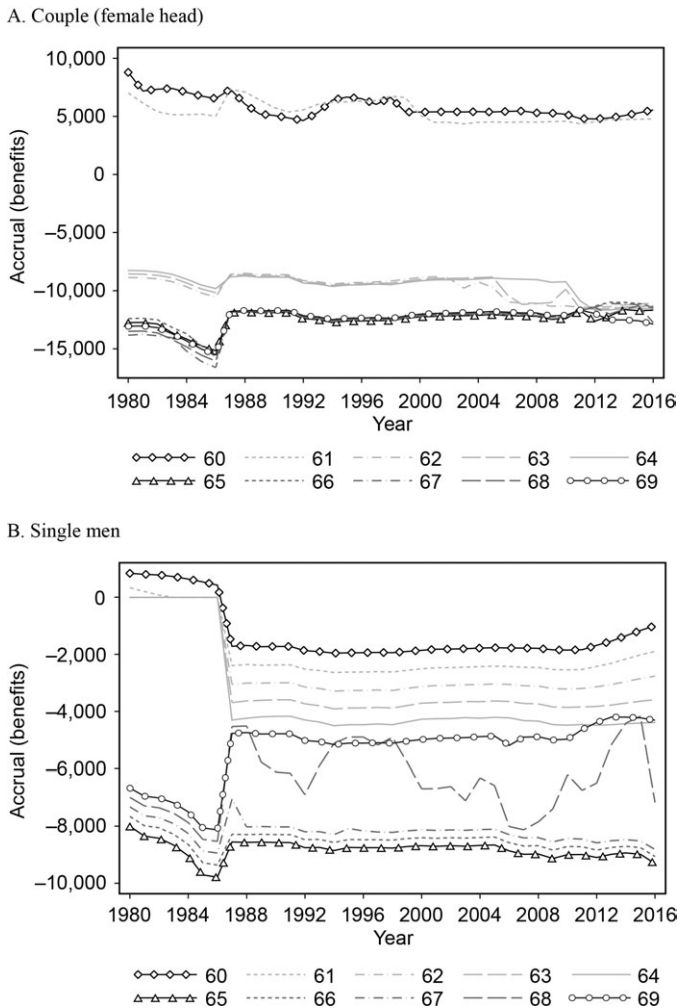 A. Couple (female head)
10,000
5,000
0
–5,000
–10,000
–15,000
Accrual (benefits)
1980 1984 1988 1992 1996 2000 2004 2008 2012 2016
Year
60 61 62 63 64
65 66 67 68 69
B. Single men
0
–2,000
–4,000
–6,000
–8,000
–10,000
Accrual (benefits)
1980 1984 1988 1992 1996 2000 2004 2008 2012 2016
Year
60 61 62 63 64
65 66 67 68 69